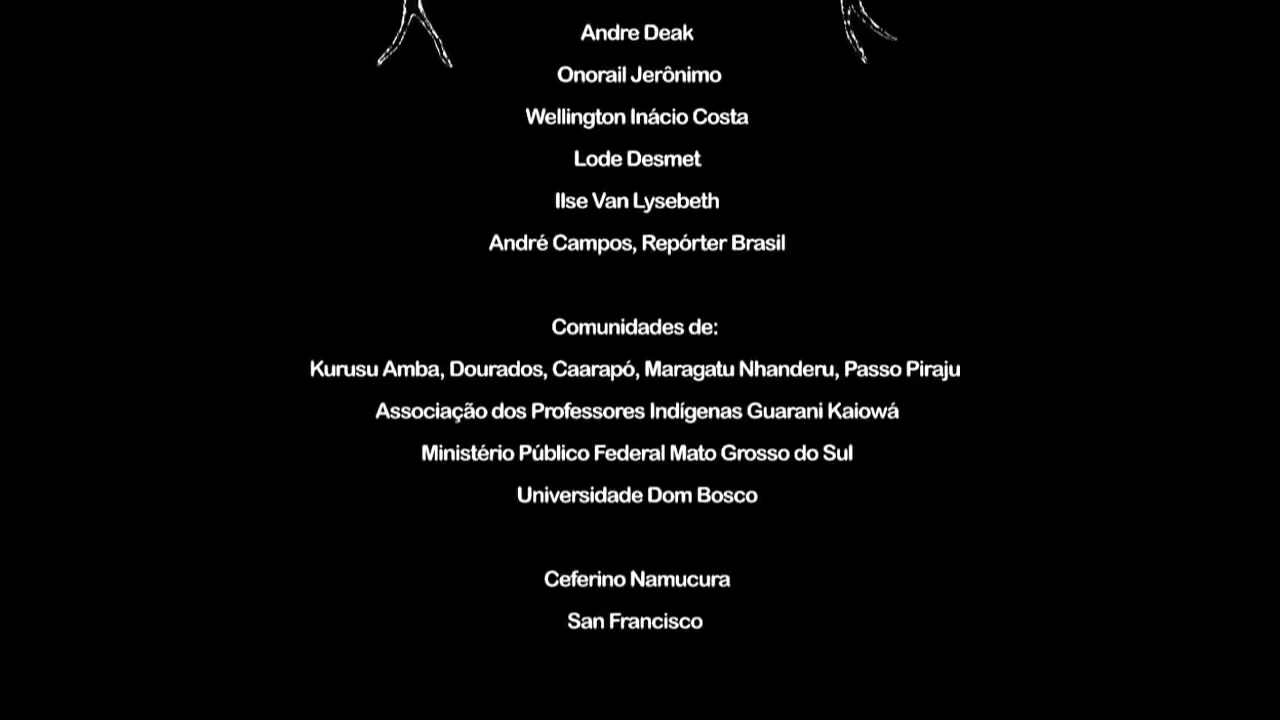 Andre Deak
Onorail Jerônimo
Wellington Inácio Costa
Lode Desmet
Ilse Van Lysebeth
André Campos, Repórter Brasil
Comunidades de:
Kurusu Amba, Dourados, Caarapó, Maragatu Nhanderu, Passo Piraju
Associação dos Professores Indígenas Guarani Kaiowá
Ministério Público Federal Mato Grosso do Sul
Universidade Dom Bosco
Ceferino Namucura
San Francisco